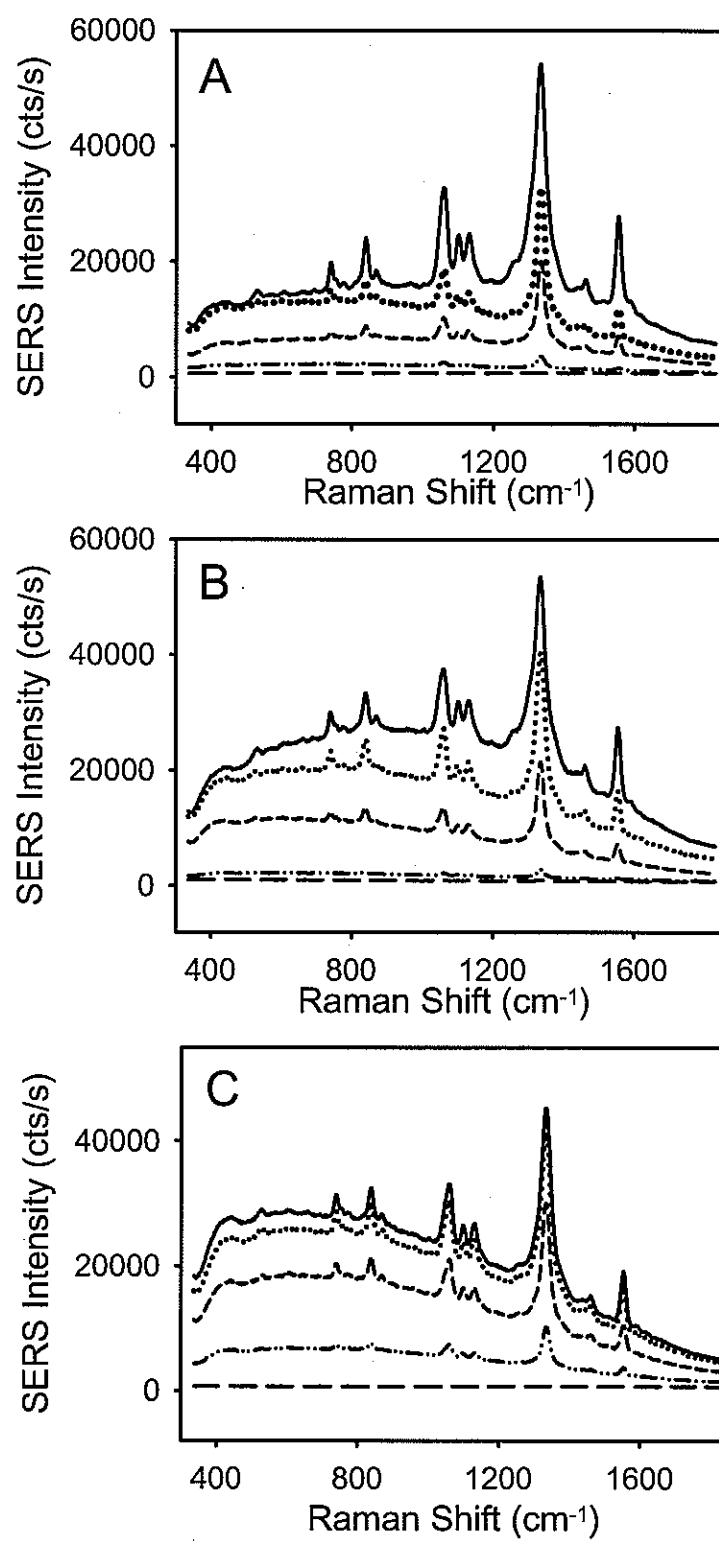 60000
A
40000
20000
0
SERS Intensity (cts/s)
400 800 1200 1600
Raman Shift (cm-1)
60000
B
40000
20000
0
SERS Intensity (cts/s)
400 800 1200 1600
Raman Shift (cm-1)
C
40000
20000
0
SERS Intensity (cts/s)
400 800 1200 1600
Raman Shift (cm-1)